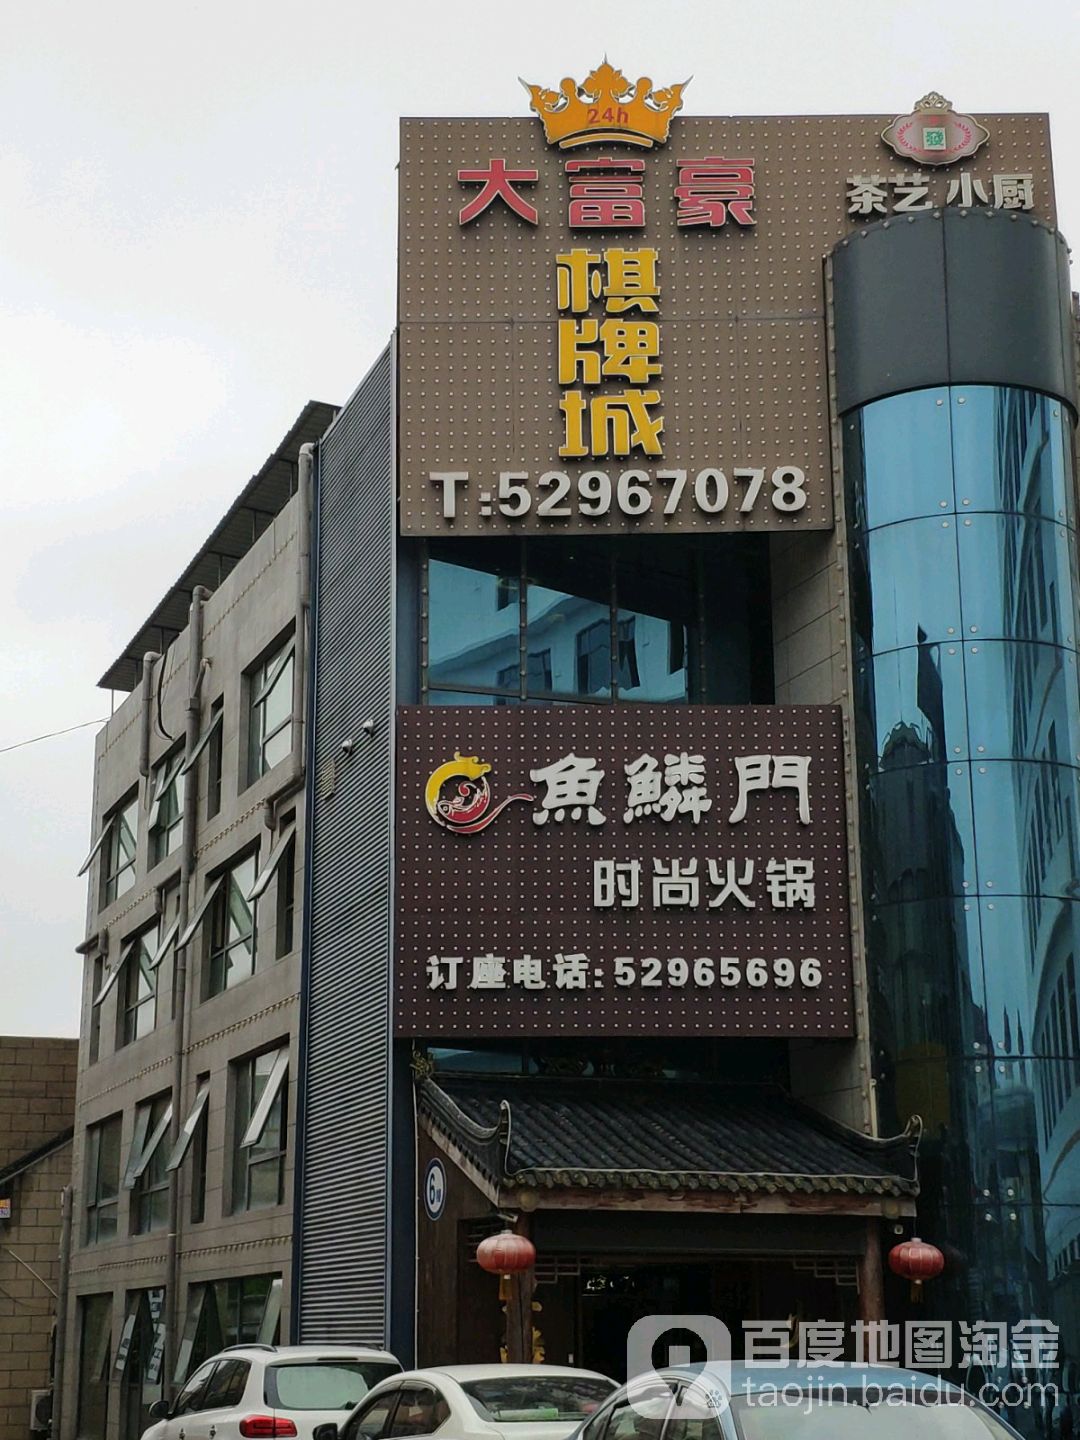 24h
大富豪
發
茶艺小厨
棋
牌
城
T:52967078
魚鱗門
时尚火锅
订座电话:52965696
6
百度地图淘金
taojin.baidu.com